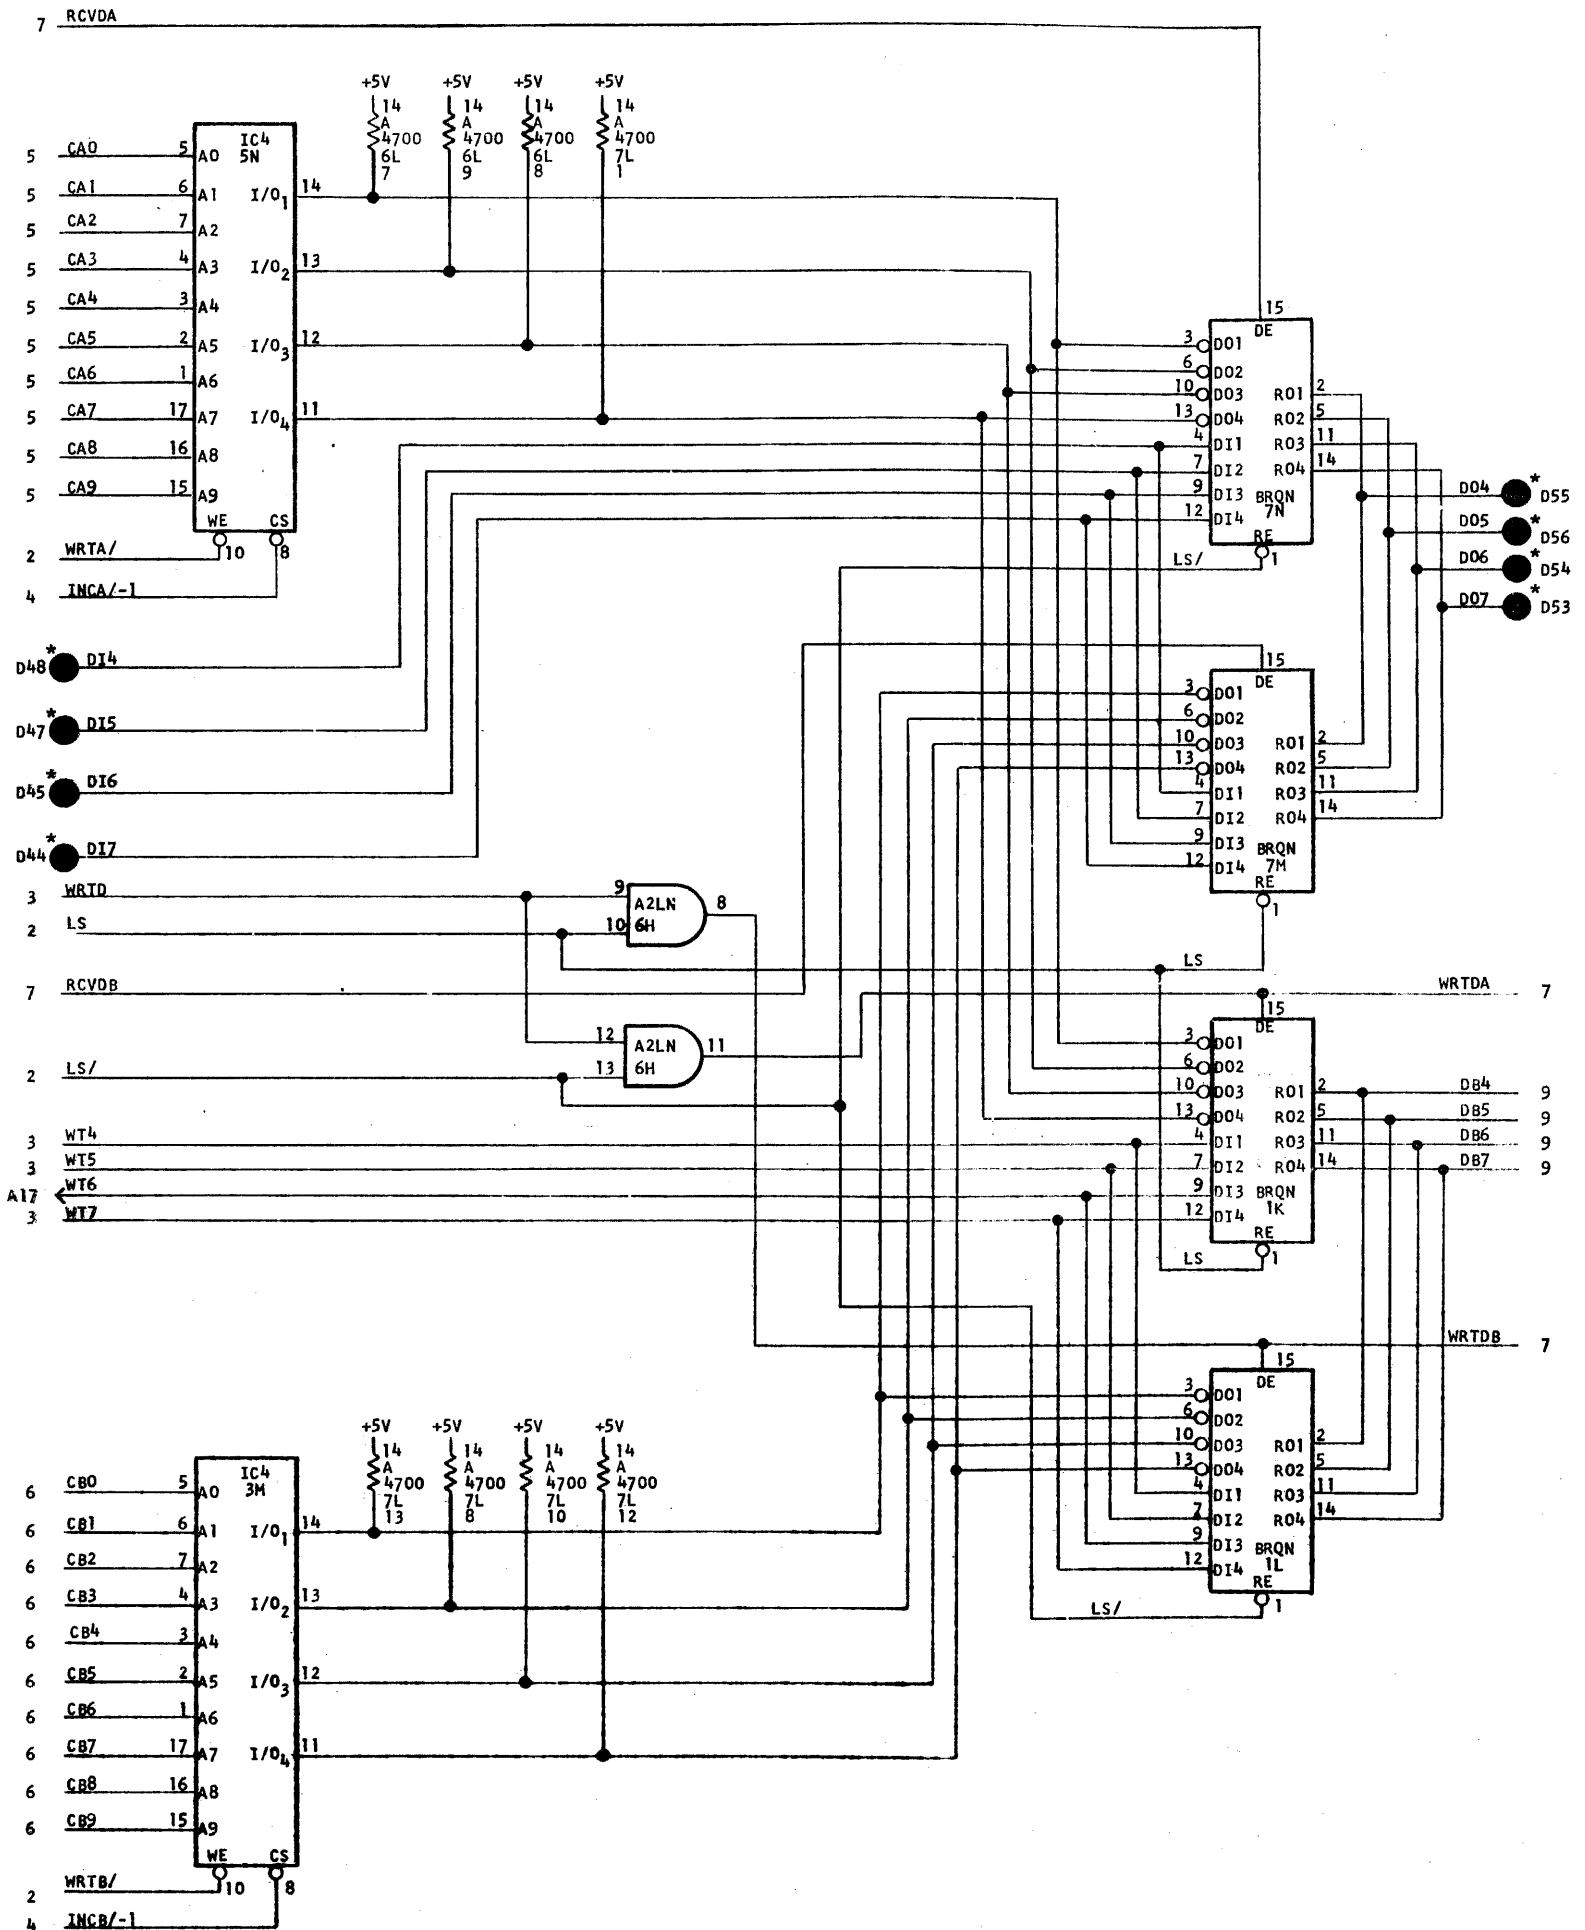 7 RCVDA
+5V +5V +5V +5V
14 14 14 14
A A A A
4700 4700 4700 4700
6L 6L 6L 7L
7 9 8 1
IC4
5N
5 CA0 5 A0
5 CA1 6 A1 I/O1 14
5 CA2 7 A2
5 CA3 4 A3 I/O2 13
5 CA4 3 A4
5 CA5 2 A5 I/O3 12
5 CA6 1 A6
5 CA7 17 A7 I/O4 11
5 CA8 16 A8
5 CA9 15 A9
WE CS
10 8
2 WRTA/
4 INCA/-1
15
DE
3 DO1
6 DO2
10 DO3 RO1 2
13 DO4 RO2 5
4 DI1 RO3 11
7 DI2 RO4 14
9 DI3 BRQN
12 DI4 7N
RE
LS/ 1
DO4 * D55
DO5 * D56
DO6 * D54
DO7 * D53
D48 * DI4
D47 * DI5
D45 * DI6
D44 * DI7
15
DE
3 DO1
6 DO2
10 DO3 RO1 2
13 DO4 RO2 5
4 DI1 RO3 11
7 DI2 RO4 14
9 DI3 BRQN
12 DI4 7M
RE
1
LS
3 WRTD 9 A2LN 8
2 LS 10 6H
7 RCVDB
WRTDA 7
12 A2LN 11
2 LS/ 13 6H
15
DE
3 DO1
6 DO2
10 DO3 RO1 2 DB4 9
13 DO4 RO2 5 DB5 9
3 WT4 4 DI1 RO3 11 DB6 9
3 WT5 7 DI2 RO4 14 DB7 9
A17 WT6 9 DI3 BRQN
3 WT7 12 DI4 1K
RE
LS 1
WRTDB 7
15
DE
3 DO1
6 DO2
10 DO3 RO1 2
13 DO4 RO2 5
4 DI1 RO3 11
7 DI2 RO4 14
9 DI3 BRQN
12 DI4 1L
RE
LS/ 1
+5V +5V +5V +5V
14 14 14 14
A A A A
4700 4700 4700 4700
7L 7L 7L 7L
13 8 10 12
IC4
3M
6 CB0 5 A0
6 CB1 6 A1 I/O1 14
6 CB2 7 A2
6 CB3 4 A3 I/O2 13
6 CB4 3 A4
6 CB5 2 A5 I/O3 12
6 CB6 1 A6
6 CB7 17 A7 I/O4 11
6 CB8 16 A8
6 CB9 15 A9
WE CS
10 8
2 WRTB/
4 INCB/-1